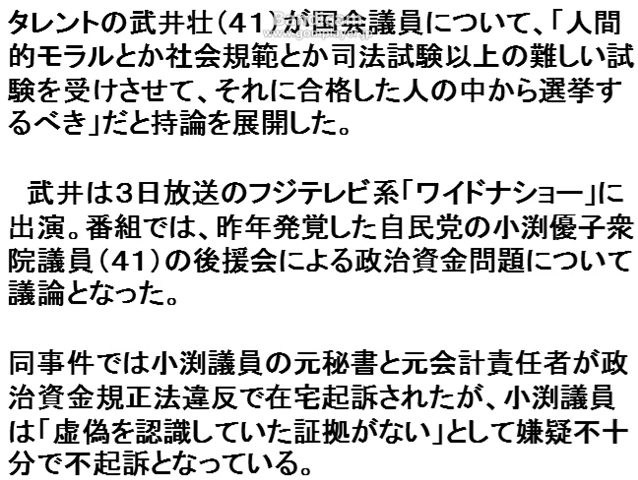 タレントの武井壮（４１）が国会議員について、「人間
的モラルとか社会規範とか司法試験以上の難しい試
験を受けさせて、それに合格した人の中から選挙す
るべき」だと持論を展開した。
武井は３日放送のフジテレビ系「ワイドナショー」に
出演。番組では、昨年発覚した自民党の小渕優子衆
院議員（４１）の後援会による政治資金問題について
議論となった。
同事件では小渕議員の元秘書と元会計責任者が政
治資金規正法違反で在宅起訴されたが、小渕議員
は「虚偽を認識していた証拠がない」として嫌疑不十
分で不起訴となっている。